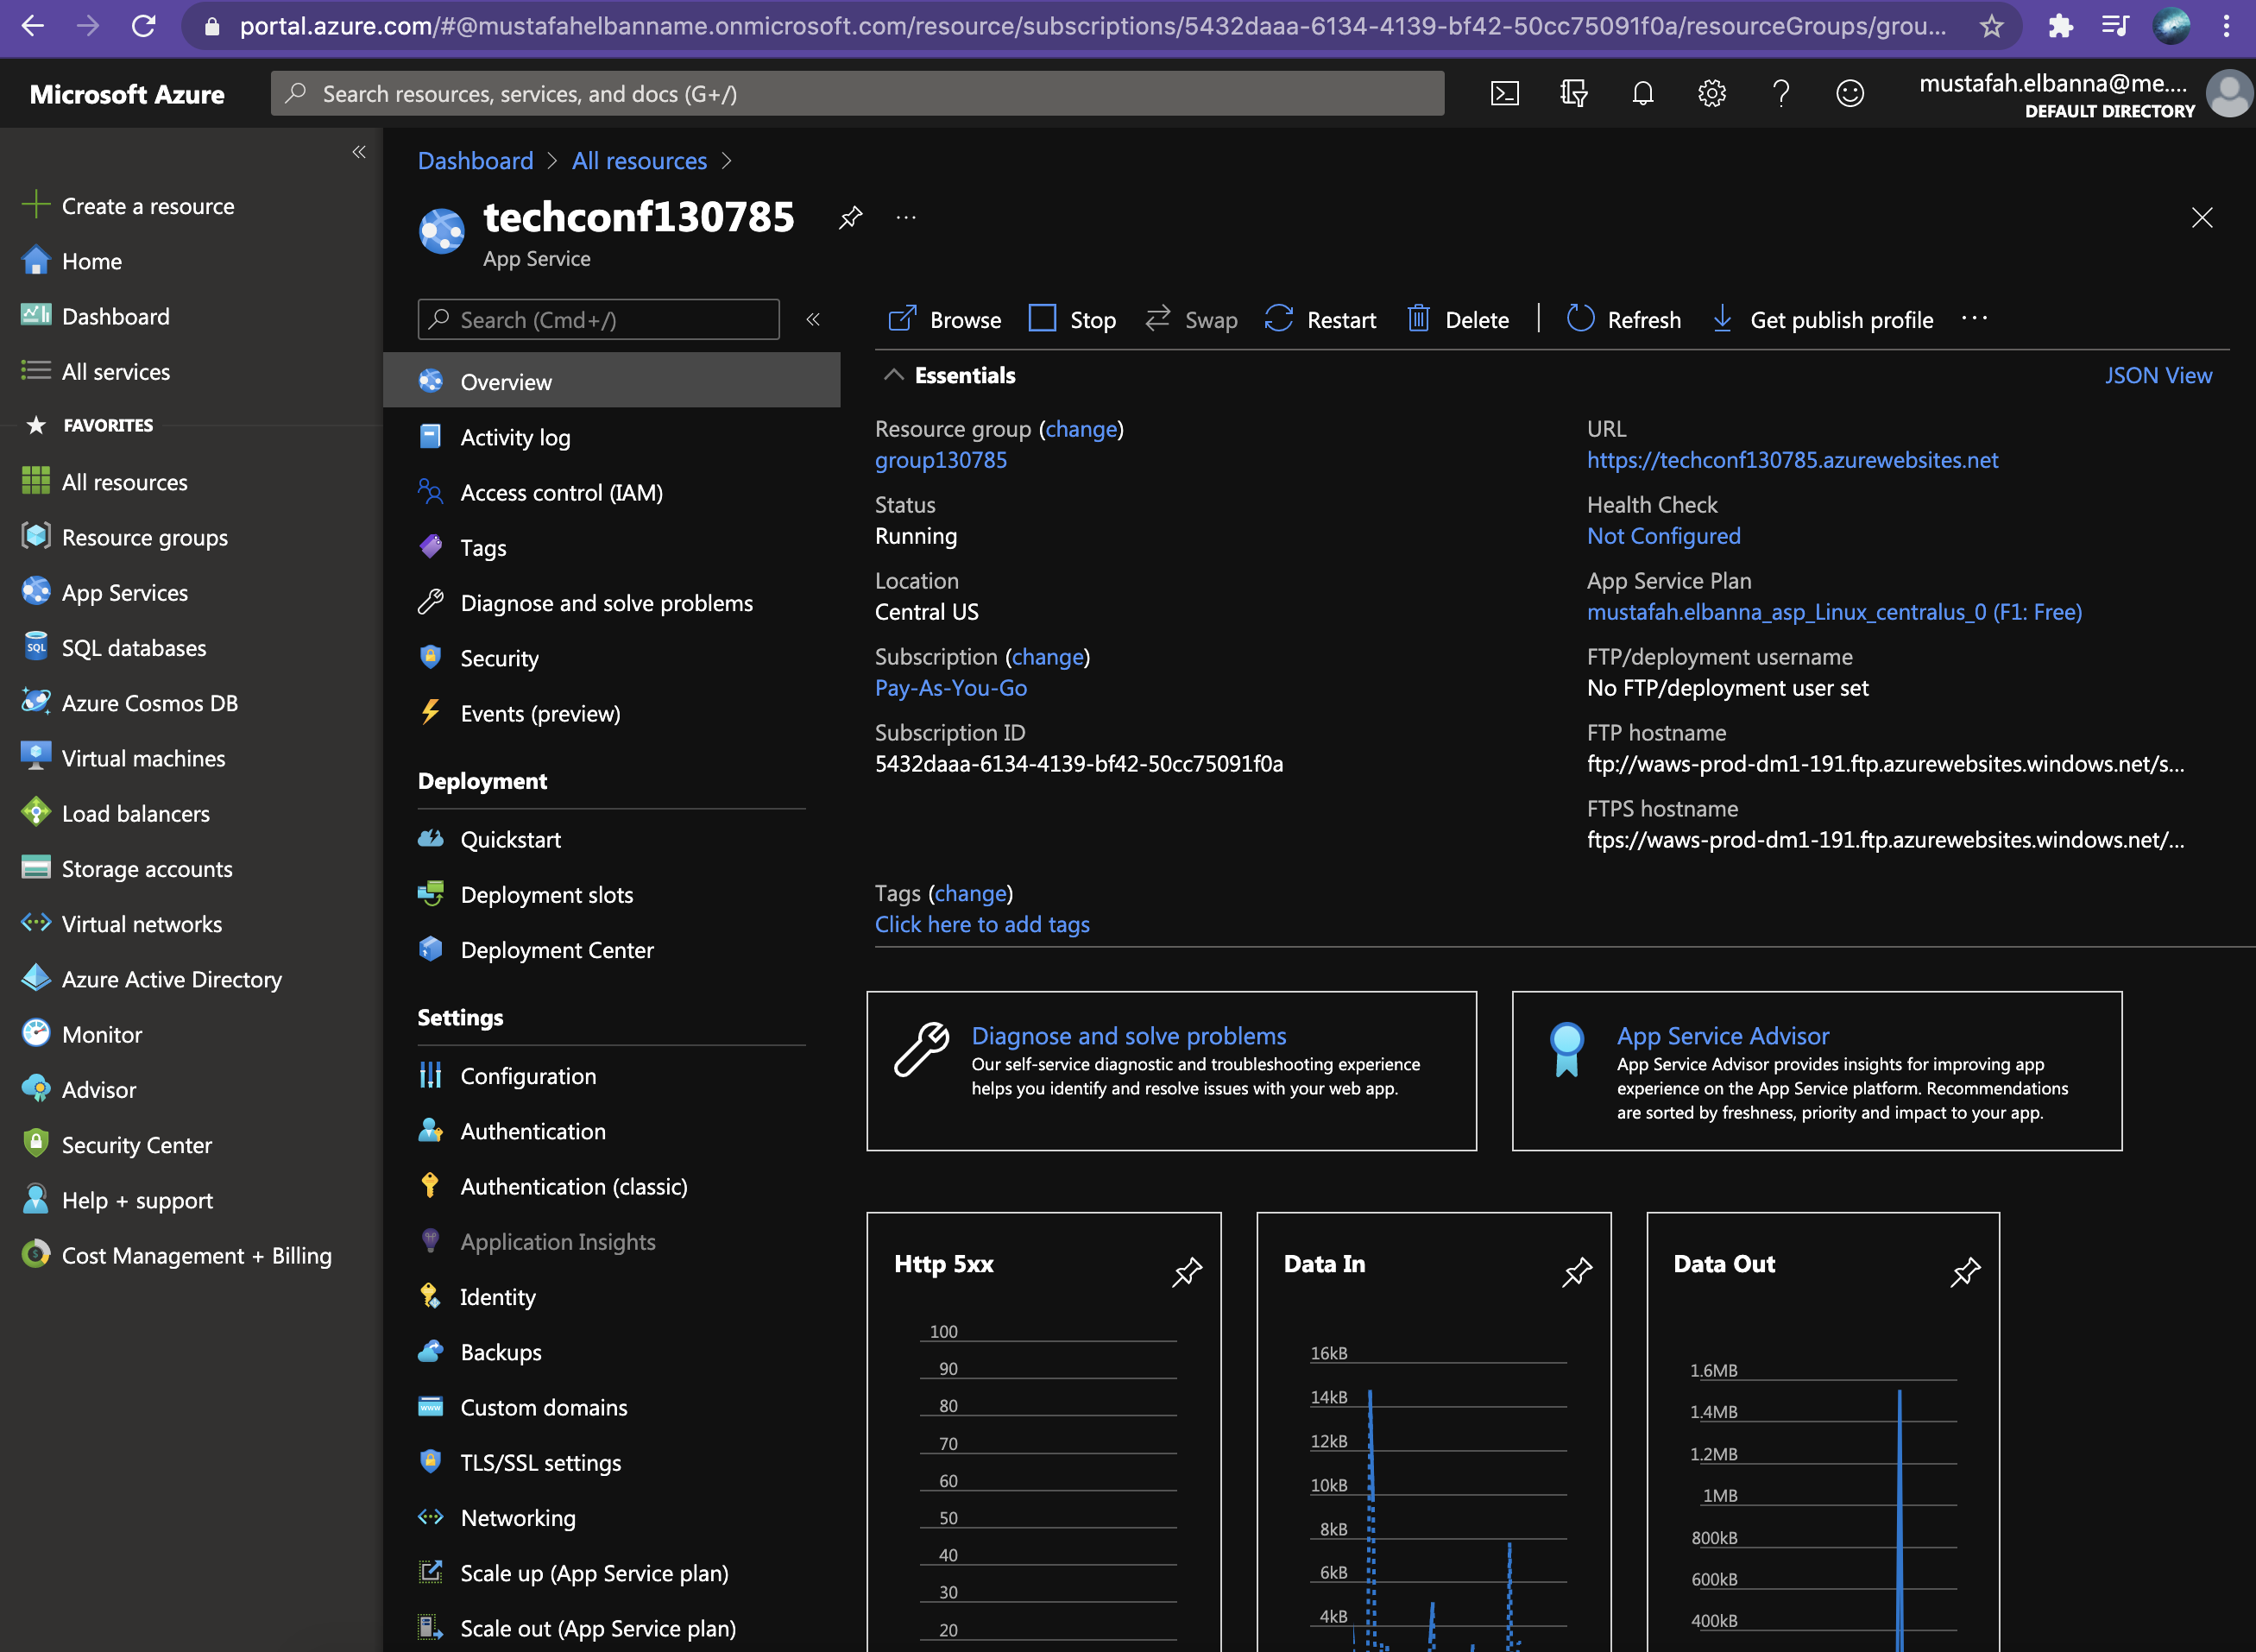 portal.azure.com/#@mustafahelbanname.onmicrosoft.com/resource/subscriptions/5432daaa-6134-4139-bf42-50cc75091f0a/resourceGroups/grou...
Microsoft Azure
Search resources, services, and docs (G+/)
mustafah.elbanna@me....
DEFAULT DIRECTORY
Create a resource
Home
Dashboard
All services
FAVORITES
All resources
Resource groups
App Services
SQL databases
Azure Cosmos DB
Virtual machines
Load balancers
Storage accounts
Virtual networks
Azure Active Directory
Monitor
Advisor
Security Center
Help + support
Cost Management + Billing
Dashboard > All resources >
techconf130785
...
App Service
Search (Cmd+/)
Overview
Activity log
Access control (IAM)
Tags
Diagnose and solve problems
Security
Events (preview)
Deployment
Quickstart
Deployment slots
Deployment Center
Settings
Configuration
Authentication
Authentication (classic)
Application Insights
Identity
Backups
Custom domains
TLS/SSL settings
Networking
Scale up (App Service plan)
Scale out (App Service plan)
Browse Stop Swap Restart Delete Refresh Get publish profile ...
Essentials
JSON View
Resource group (change)
group130785
Status
Running
Location
Central US
Subscription (change)
Pay-As-You-Go
Subscription ID
5432daaa-6134-4139-bf42-50cc75091f0a
URL
https://techconf130785.azurewebsites.net
Health Check
Not Configured
App Service Plan
mustafah.elbanna_asp_Linux_centralus_0 (F1: Free)
FTP/deployment username
No FTP/deployment user set
FTP hostname
ftp://waws-prod-dm1-191.ftp.azurewebsites.windows.net/s...
FTPS hostname
ftps://waws-prod-dm1-191.ftp.azurewebsites.windows.net/...
Tags (change)
Click here to add tags
Diagnose and solve problems
Our self-service diagnostic and troubleshooting experience
helps you identify and resolve issues with your web app.
App Service Advisor
App Service Advisor provides insights for improving app
experience on the App Service platform. Recommendations
are sorted by freshness, priority and impact to your app.
Http 5xx
100
90
80
70
60
50
40
30
20
Data In
16kB
14kB
12kB
10kB
8kB
6kB
4kB
Data Out
1.6MB
1.4MB
1.2MB
1MB
800kB
600kB
400kB